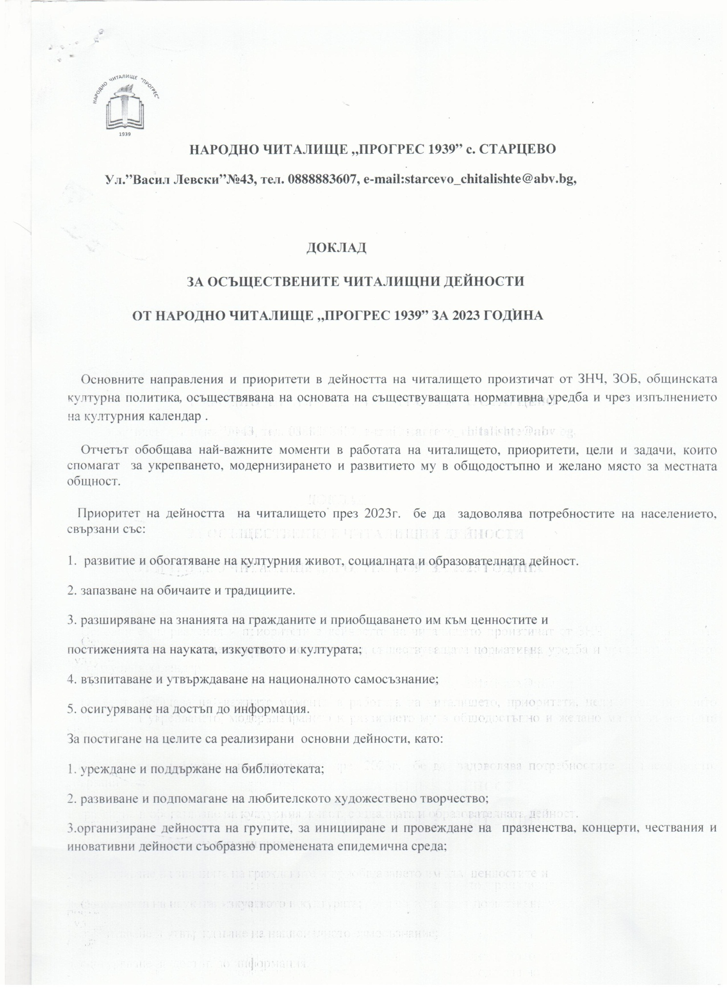 НАРОДНО ЧИТАЛИЩЕ "ПРОГРЕС"
1939
НАРОДНО ЧИТАЛИЩЕ „ПРОГРЕС 1939” с. СТАРЦЕВО
Ул.”Васил Левски”№43, тел. 0888883607, e-mail:starcevo_chitalishte@abv.bg,
ДОКЛАД
ЗА ОСЪЩЕСТВЕНИТЕ ЧИТАЛИЩНИ ДЕЙНОСТИ
ОТ НАРОДНО ЧИТАЛИЩЕ „ПРОГРЕС 1939” ЗА 2023 ГОДИНА
Основните направления и приоритети в дейността на читалището произтичат от ЗНЧ, ЗОБ, общинската
културна политика, осъществявана на основата на съществуващата нормативна уредба и чрез изпълнението
на културния календар .
Отчетът обобщава най-важните моменти в работата на читалището, приоритети, цели и задачи, които
спомагат за укрепването, модернизирането и развитието му в общодостъпно и желано място за местната
общност.
Приоритет на дейността на читалището през 2023г. бе да задоволява потребностите на населението,
свързани със:
1. развитие и обогатяване на културния живот, социалната и образователната дейност.
2. запазване на обичаите и традициите.
3. разширяване на знанията на гражданите и приобщаването им към ценностите и
постиженията на науката, изкуството и културата;
4. възпитаване и утвърждаване на националното самосъзнание;
5. осигуряване на достъп до информация.
За постигане на целите са реализирани основни дейности, като:
1. уреждане и поддържане на библиотеката;
2. развиване и подпомагане на любителското художествено творчество;
3.организиране дейността на групите, за иницииране и провеждане на празненства, концерти, чествания и
иновативни дейности съобразно променената епидемична среда;